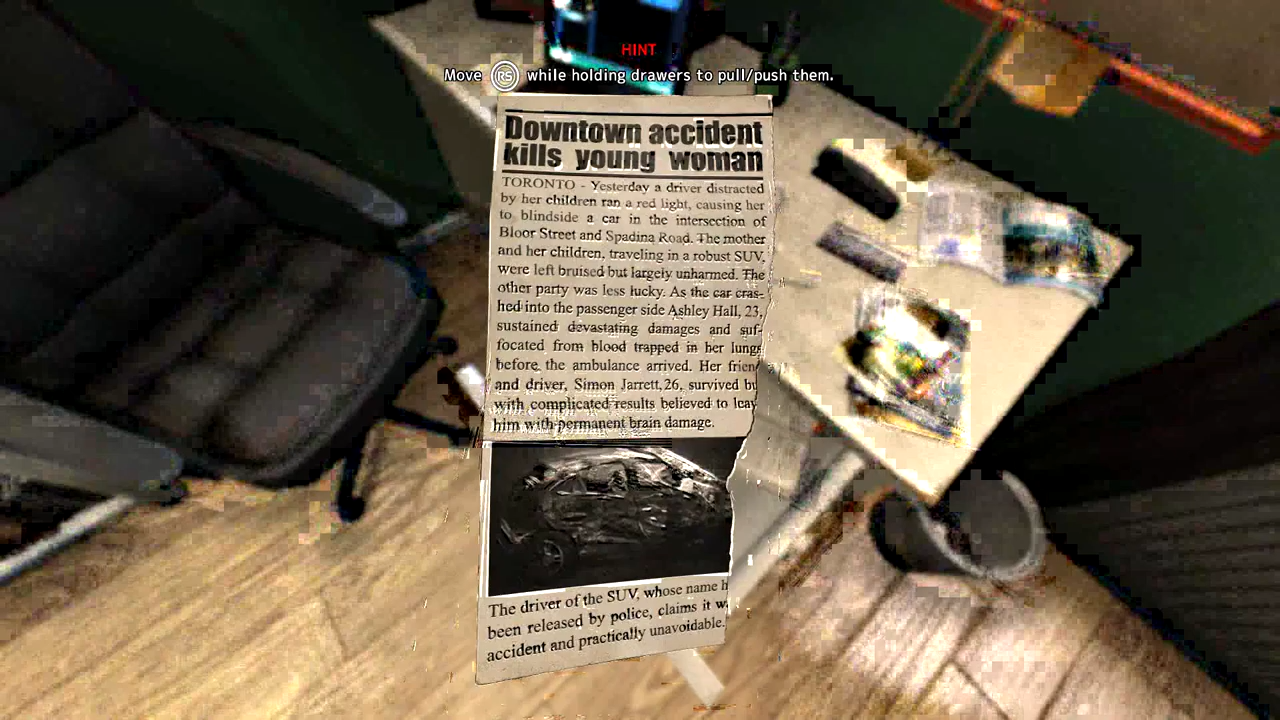 HINT
Move RS while holding drawers to pull/push them.
Downtown accident
kills young woman
TORONTO - Yesterday a driver distracted
by her children ran a red light, causing her
to blindside a car in the intersection of
Bloor Street and Spadina Road. The mother
and her children, traveling in a robust SUV,
were left bruised but largely unharmed. The
other party was less lucky. As the car cras-
hed into the passenger side Ashley Hall, 23,
sustained devastating damages and suf-
focated from blood trapped in her lungs
before the ambulance arrived. Her frien
and driver, Simon Jarrett, 26, survived bu
with complicated results believed to leav
him with permanent brain damage.
The driver of the SUV, whose name h
been released by police, claims it w
accident and practically unavoidable.